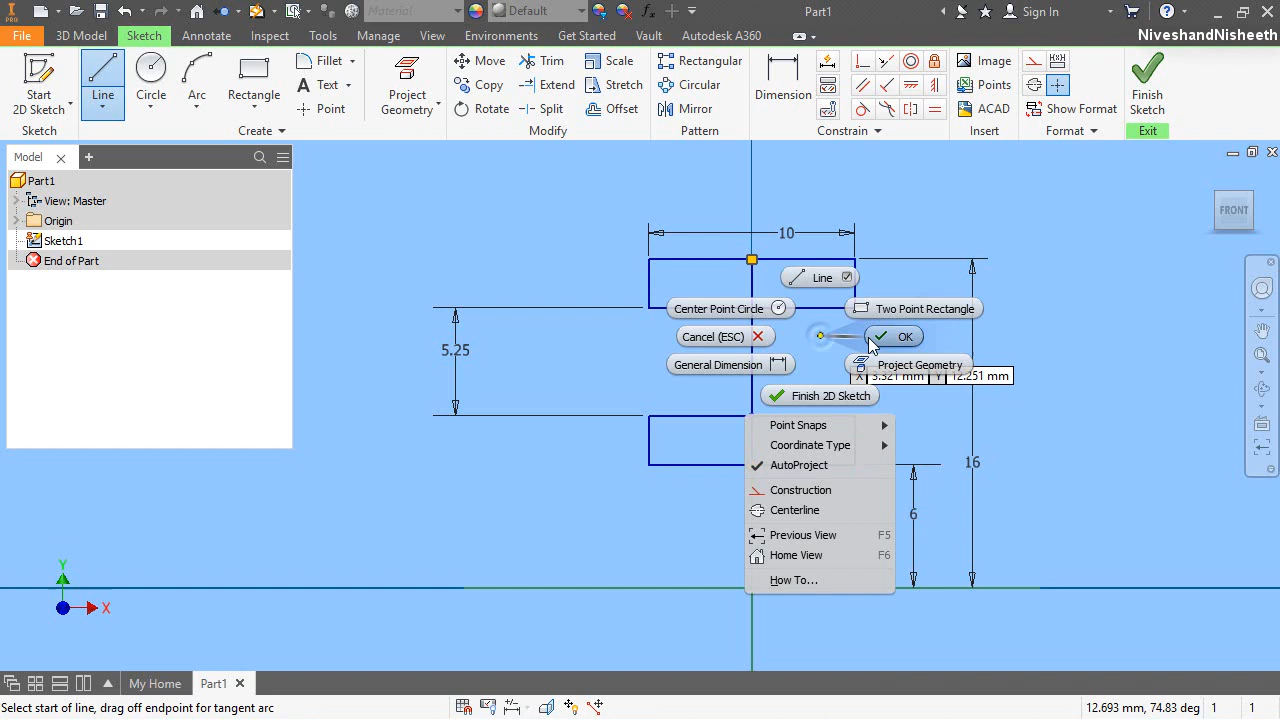 I
PRO
Material
Default
Part1
Sign In
File
3D Model
Sketch
Annotate
Inspect
Tools
Manage
View
Environments
Get Started
Vault
Autodesk A360
NiveshandNisheeth
Start
2D Sketch
Line
Circle
Arc
Rectangle
Fillet
Text
Point
Project
Geometry
Move
Copy
Rotate
Trim
Extend
Split
Scale
Stretch
Offset
Rectangular
Circular
Mirror
Dimension
Image
Points
ACAD
Show Format
Finish
Sketch
Sketch
Create
Modify
Pattern
Constrain
Insert
Format
Exit
Model
Part1
View: Master
Origin
Sketch1
End of Part
FRONT
10
Line
Center Point Circle
Two Point Rectangle
Cancel (ESC)
OK
General Dimension
Project Geometry
X 3.321 mm Y 12.251 mm
Finish 2D Sketch
5.25
16
6
Point Snaps
Coordinate Type
AutoProject
Construction
Centerline
Previous View F5
Home View F6
How To...
Y
X
My Home
Part1
Select start of line, drag off endpoint for tangent arc
12.693 mm, 74.83 deg 1 1